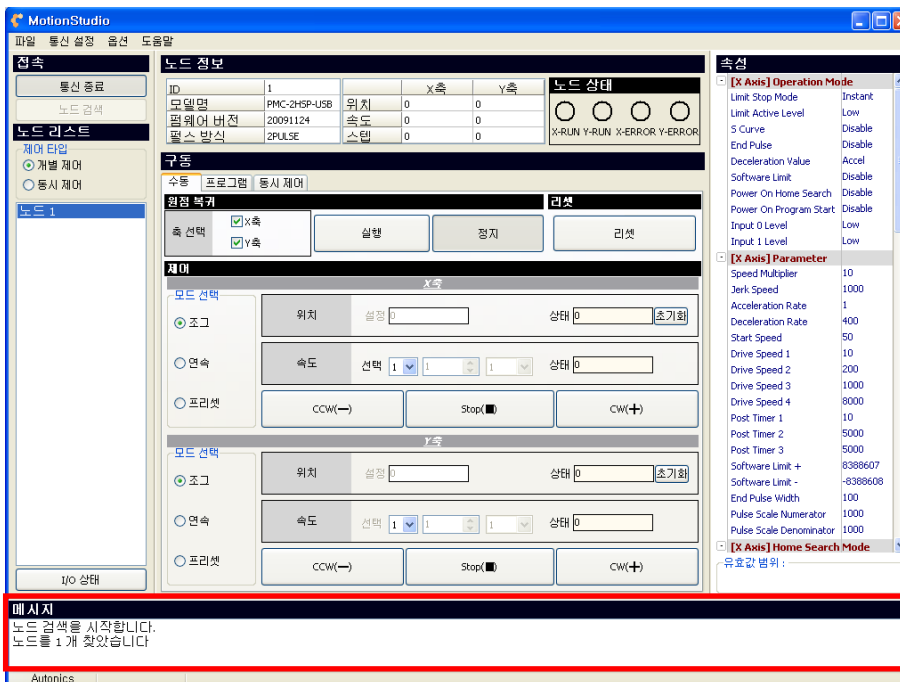 MotionStudio
파일 통신 설정 옵션 도움말
접속
통신 종료
노드 검색
노드 리스트
제어 타입
개별 제어
동시 제어
노드 1
I/O 상태
노드 정보
ID 1
모델명 PMC-2HSP-USB
펌웨어 버전 20091124
펄스 방식 2PULSE
X축 Y축
위치 0 0
속도 0 0
스텝 0 0
노드 상태
X-RUN Y-RUN X-ERROR Y-ERROR
구동
수동 프로그램 동시 제어
원점 복귀 리셋
축 선택 X축 Y축 실행 정지 리셋
제어
X축
모드 선택
조그
연속
프리셋
위치 설정 0 상태 0 초기화
속도 선택 1 1 1 상태 0
CCW(—) Stop(■) CW(+)
Y축
모드 선택
조그
연속
프리셋
위치 설정 0 상태 0 초기화
속도 선택 1 1 1 상태 0
CCW(—) Stop(■) CW(+)
속성
[X Axis] Operation Mode
Limit Stop Mode Instant
Limit Active Level Low
S Curve Disable
End Pulse Disable
Deceleration Value Accel
Software Limit Disable
Power On Home Search Disable
Power On Program Start Disable
Input 0 Level Low
Input 1 Level Low
[X Axis] Parameter
Speed Multiplier 10
Jerk Speed 1000
Acceleration Rate 1
Deceleration Rate 400
Start Speed 50
Drive Speed 1 10
Drive Speed 2 200
Drive Speed 3 1000
Drive Speed 4 8000
Post Timer 1 10
Post Timer 2 5000
Post Timer 3 5000
Software Limit + 8388607
Software Limit - -8388608
End Pulse Width 100
Pulse Scale Numerator 1000
Pulse Scale Denominator 1000
[X Axis] Home Search Mode
유효값 범위 :
메시지
노드 검색을 시작합니다.
노드를 1 개 찾았습니다
Autonics